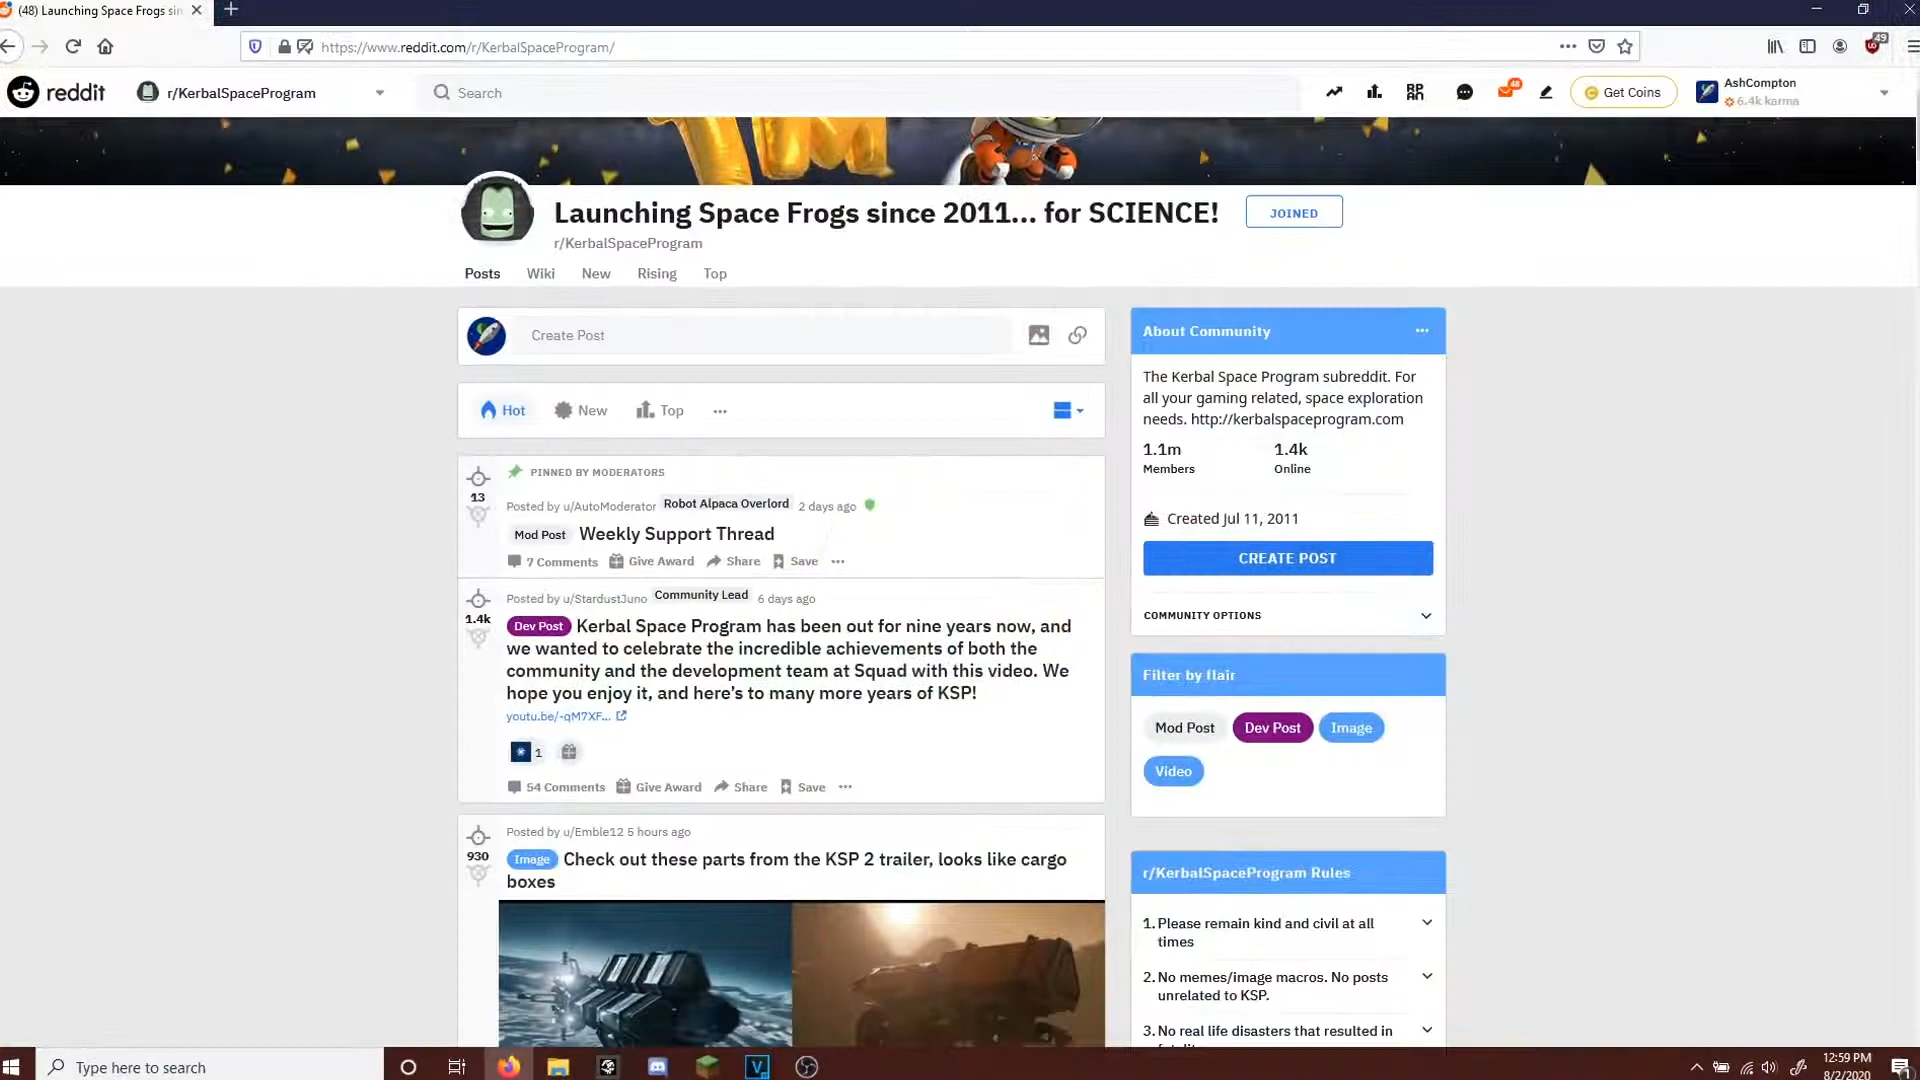 (48) Launching Space Frogs sin
https://www.reddit.com/r/KerbalSpaceProgram/
49
reddit
r/KerbalSpaceProgram
Search
48
Get Coins
AshCompton
6.4k karma
Launching Space Frogs since 2011... for SCIENCE!
JOINED
r/KerbalSpaceProgram
Posts Wiki New Rising Top
Create Post
Hot New Top
PINNED BY MODERATORS
13
Posted by u/AutoModerator Robot Alpaca Overlord 2 days ago
Mod Post Weekly Support Thread
7 Comments Give Award Share Save
1.4k
Posted by u/StardustJuno Community Lead 6 days ago
Dev Post Kerbal Space Program has been out for nine years now, and
we wanted to celebrate the incredible achievements of both the
community and the development team at Squad with this video. We
hope you enjoy it, and here's to many more years of KSP!
youtu.be/-qM7XF...
1
54 Comments Give Award Share Save
930
Posted by u/Emble12 5 hours ago
Image Check out these parts from the KSP 2 trailer, looks like cargo
boxes
About Community
The Kerbal Space Program subreddit. For
all your gaming related, space exploration
needs. http://kerbalspaceprogram.com
1.1m 1.4k
Members Online
Created Jul 11, 2011
CREATE POST
COMMUNITY OPTIONS
Filter by flair
Mod Post Dev Post Image
Video
r/KerbalSpaceProgram Rules
1. Please remain kind and civil at all
times
2. No memes/image macros. No posts
unrelated to KSP.
3. No real life disasters that resulted in
Type here to search
12:59 PM
8/2/2020
1